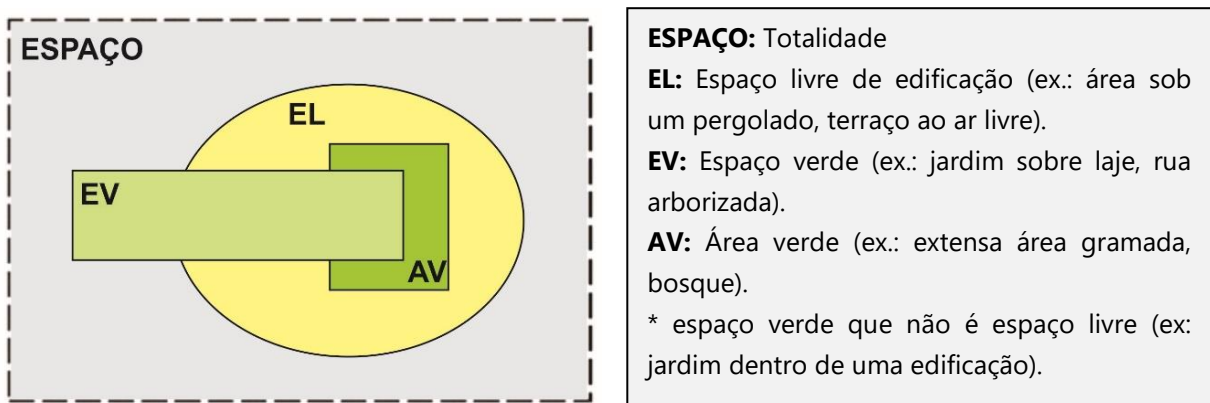 ESPAÇO
EL
EV
AV
ESPAÇO: Totalidade
EL: Espaço livre de edificação (ex.: área sob
um pergolado, terraço ao ar livre).
EV: Espaço verde (ex.: jardim sobre laje, rua
arborizada).
AV: Área verde (ex.: extensa área gramada,
bosque).
* espaço verde que não é espaço livre (ex:
jardim dentro de uma edificação).